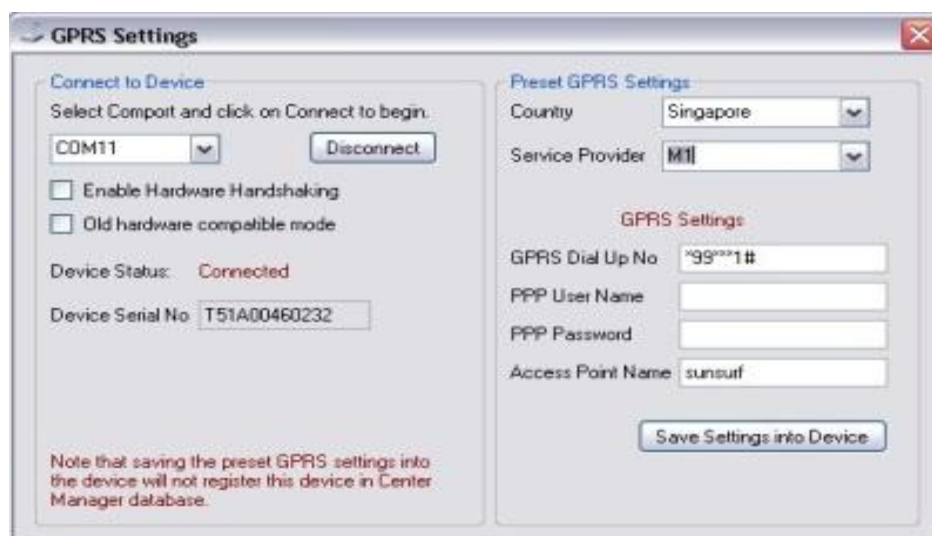 GPRS Settings
Connect to Device
Select Comport and click on Connect to begin.
COM11
Disconnect
Enable Hardware Handshaking
Old hardware compatible mode
Device Status: Connected
Device Serial No T51A00460232
Note that saving the preset GPRS settings into
the device will not register this device in Center
Manager database.
Preset GPRS Settings
Country Singapore
Service Provider M1
GPRS Settings
GPRS Dial Up No *99***1#
PPP User Name
PPP Password
Access Point Name sunsurf
Save Settings into Device